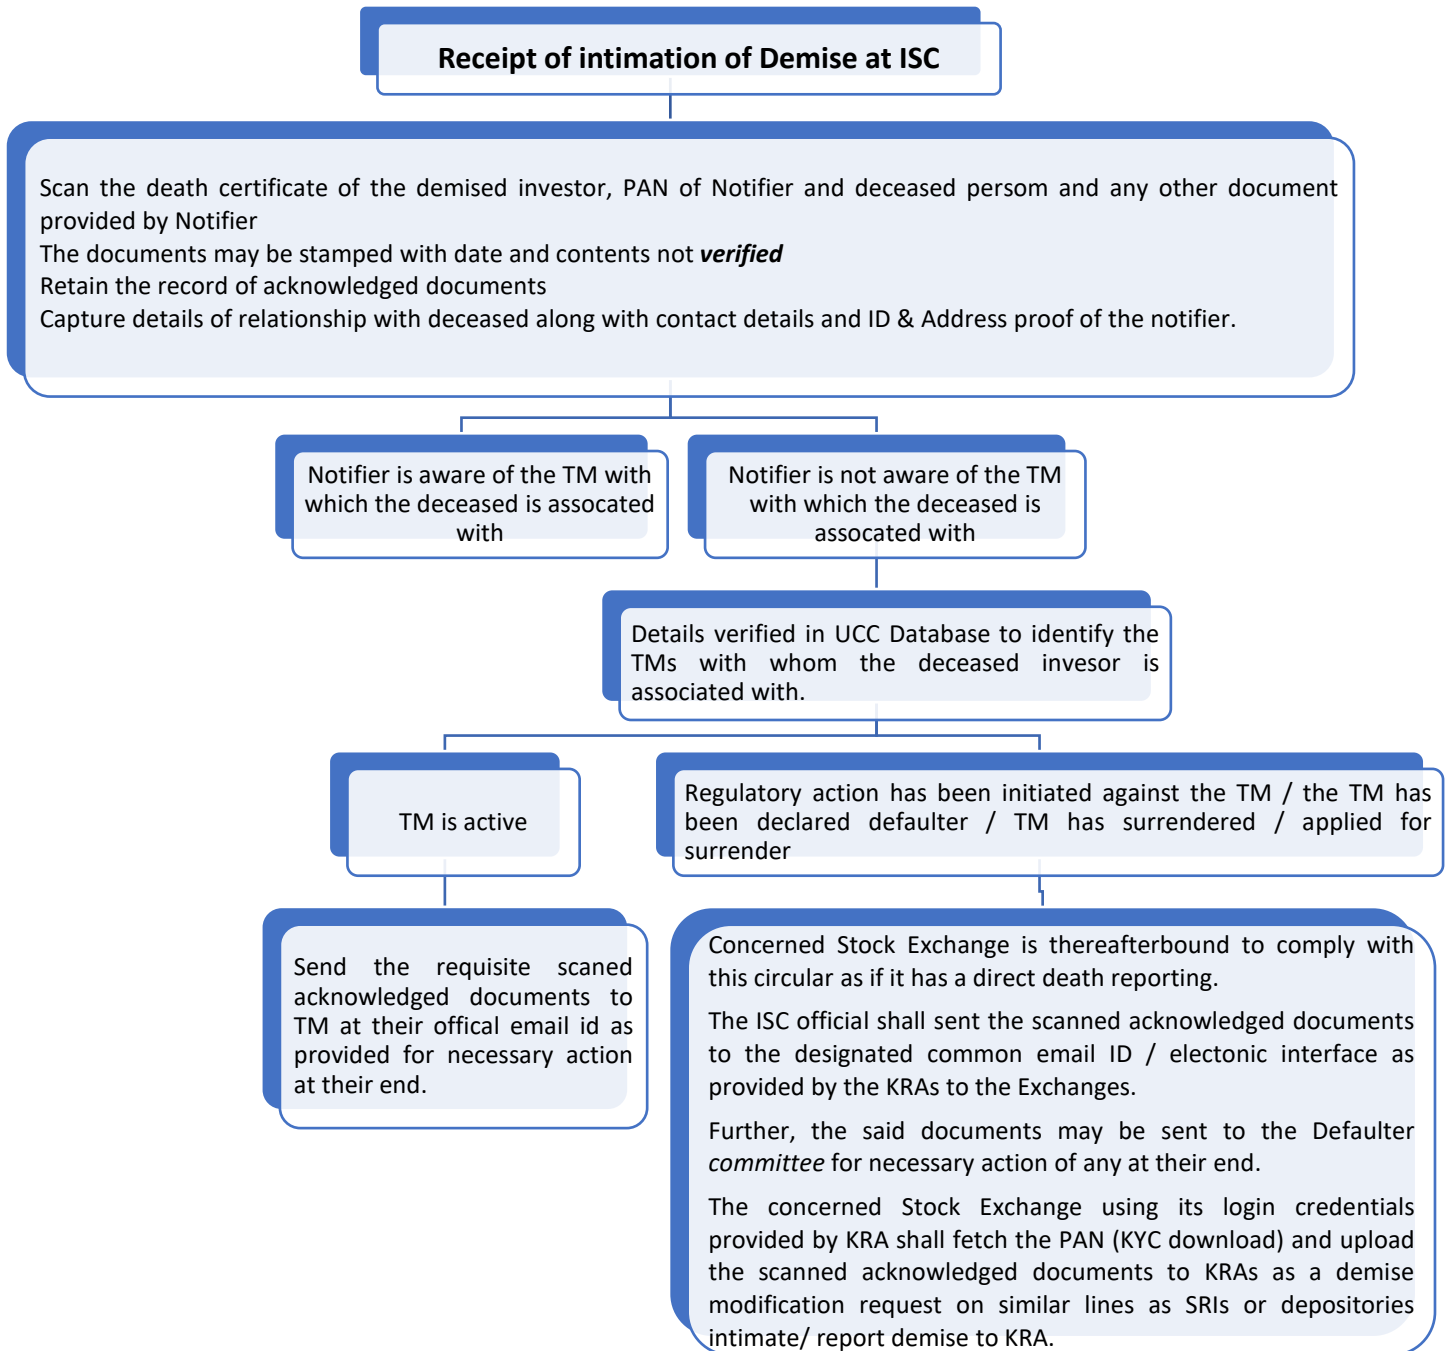 Receipt of intimation of Demise at ISC
Scan the death certificate of the demised investor, PAN of Notifier and deceased persom and any other document
provided by Notifier
The documents may be stamped with date and contents not verified
Retain the record of acknowledged documents
Capture details of relationship with deceased along with contact details and ID & Address proof of the notifier.
Notifier is aware of the TM with
which the deceased is assocated
with
Notifier is not aware of the TM
with which the deceased is
assocated with
Details verified in UCC Database to identify the
TMs with whom the deceased invesor is
associated with.
TM is active
Regulatory action has been initiated against the TM / the TM has
been declared defaulter / TM has surrendered / applied for
surrender
Send the requisite scaned
acknowledged documents to
TM at their offical email id as
provided for necessary action
at their end.
Concerned Stock Exchange is thereafterbound to comply with
this circular as if it has a direct death reporting.
The ISC official shall sent the scanned acknowledged documents
to the designated common email ID / electonic interface as
provided by the KRAs to the Exchanges.
Further, the said documents may be sent to the Defaulter
committee for necessary action of any at their end.
The concerned Stock Exchange using its login credentials
provided by KRA shall fetch the PAN (KYC download) and upload
the scanned acknowledged documents to KRAs as a demise
modification request on similar lines as SRIs or depositories
intimate/ report demise to KRA.